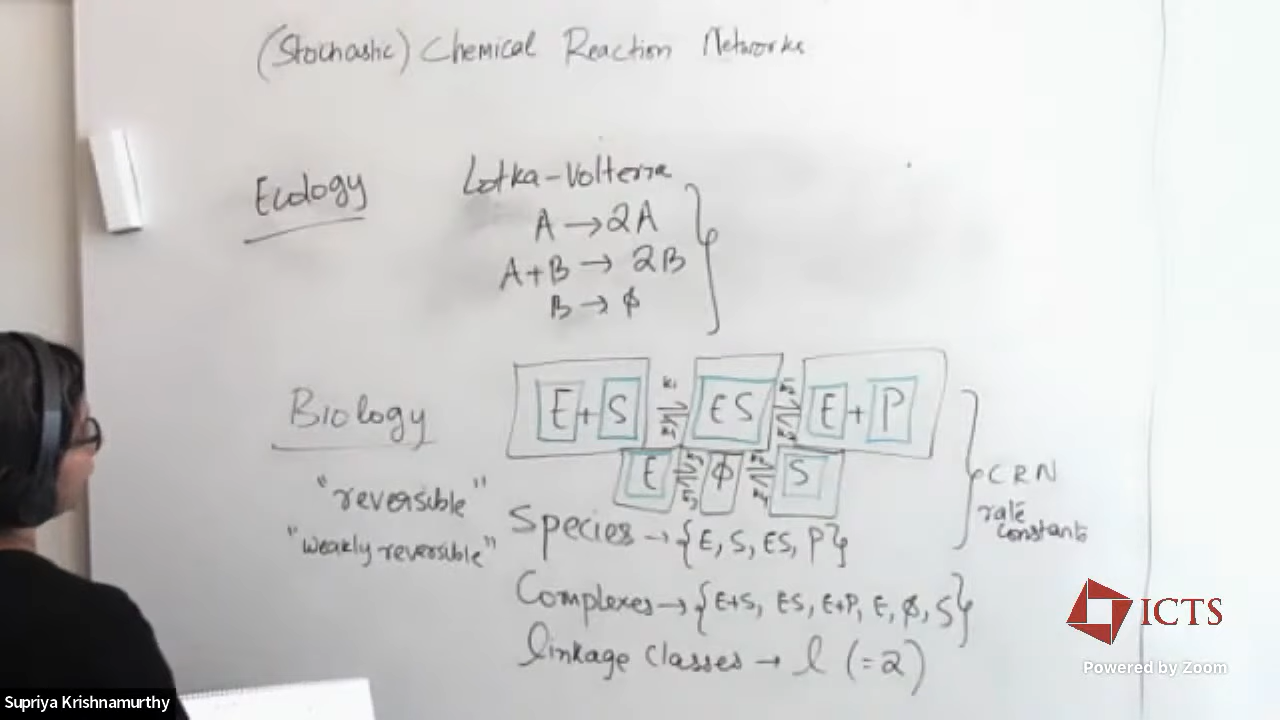 (Stochastic) Chemical Reaction Networks
Ecology
Lotka-Volterra
A → 2A
A+B → 2B
B → ϕ
Biology
"reversible"
"weakly reversible"
E+S ⇌ ES ⇌ E+P
k₁
E ⇌ ϕ ⇌ S
CRN
rate
constants
Species → {E, S, ES, P}
Complexes → {E+S, ES, E+P, E, ϕ, S}
linkage classes → l (=2)
ICTS
Powered by Zoom
Supriya Krishnamurthy